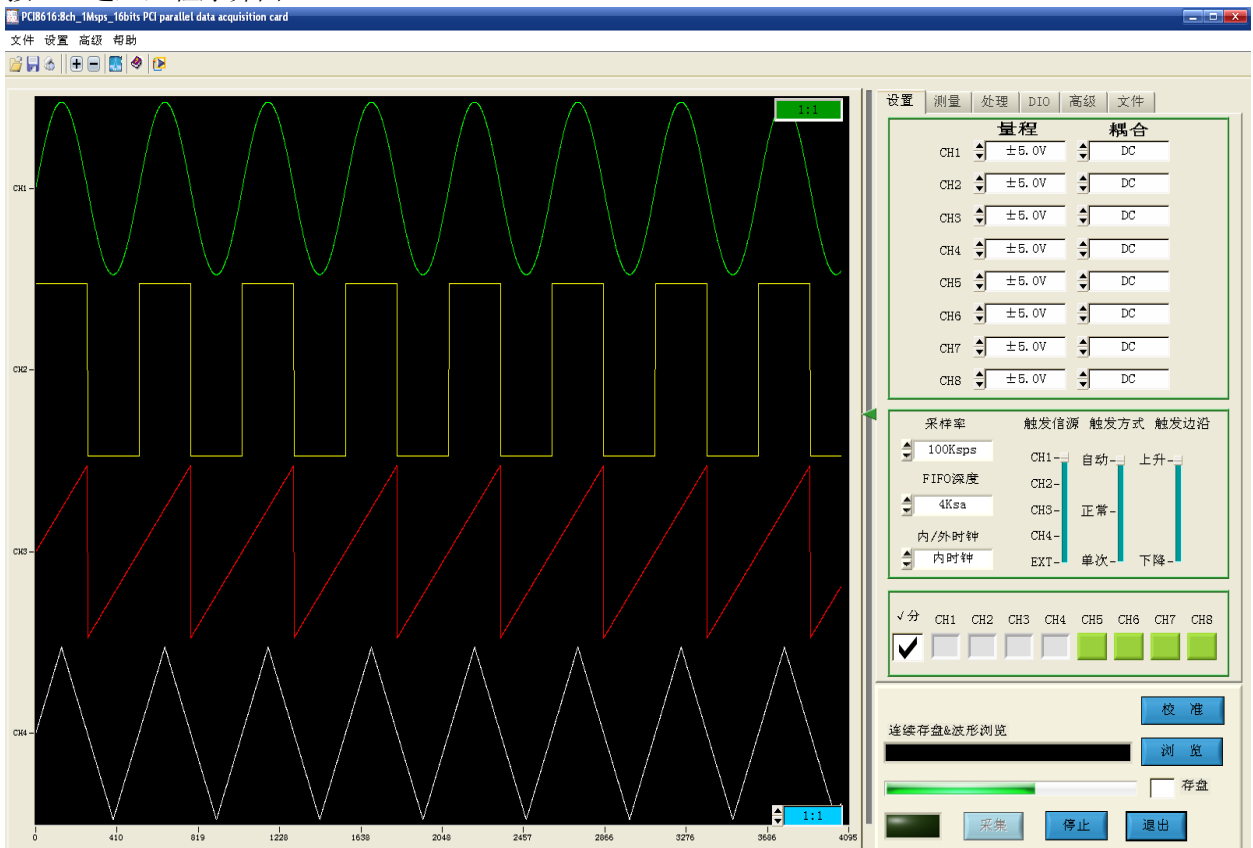 PCI8616:8ch_1Msps_16bits PCI parallel data acquisition card
文件 设置 高级 帮助
1:1
CH1
CH2
CH3
CH4
1:1
0 410 819 1228 1638 2048 2457 2866 3276 3686 4095
设置 测量 处理 DIO 高级 文件
量程 耦合
CH1 ±5.0V DC
CH2 ±5.0V DC
CH3 ±5.0V DC
CH4 ±5.0V DC
CH5 ±5.0V DC
CH6 ±5.0V DC
CH7 ±5.0V DC
CH8 ±5.0V DC
采样率 触发信源 触发方式 触发边沿
100Ksps
CH1 自动 上升
FIFO深度
CH2
4Ksa
CH3 正常
内/外时钟
CH4
内时钟
EXT 单次 下降
√分 CH1 CH2 CH3 CH4 CH5 CH6 CH7 CH8
校 准
连续存盘&波形浏览
浏 览
存盘
采集 停止 退出